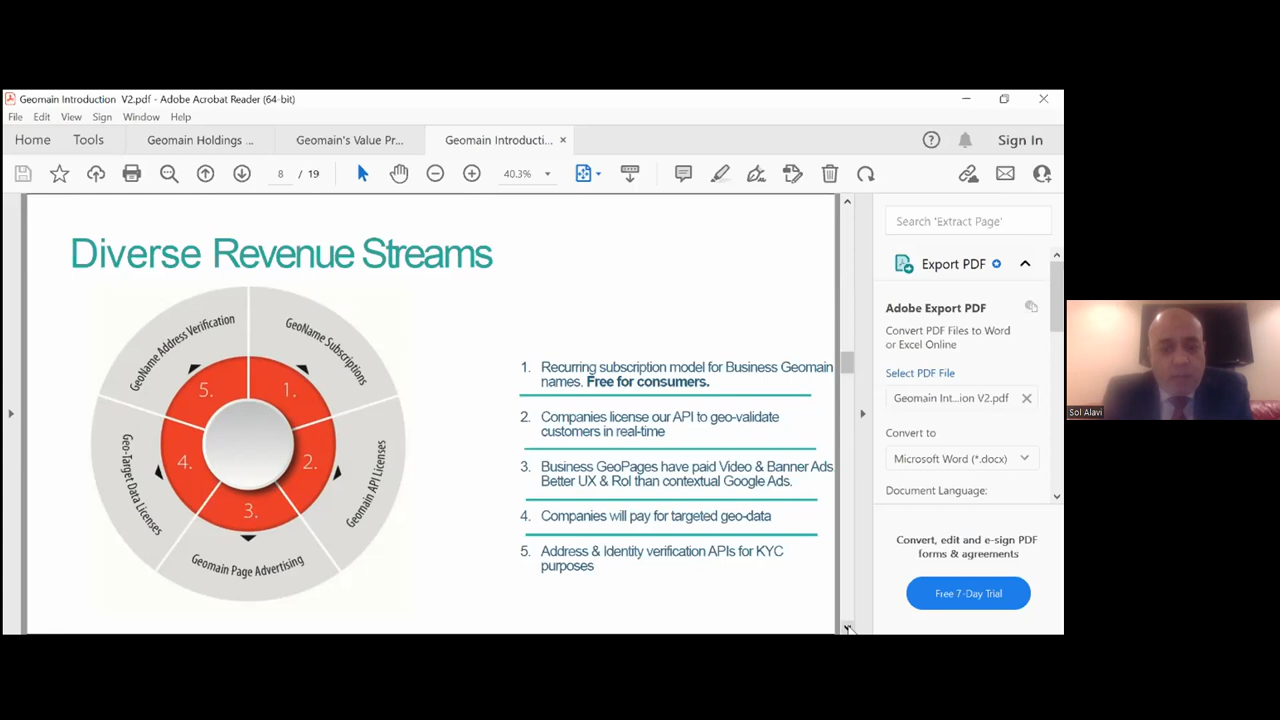 Geomain Introduction V2.pdf - Adobe Acrobat Reader (64-bit)
File Edit View Sign Window Help
Home Tools Geomain Holdings ... Geomain's Value Pr... Geomain Introducti... Sign In
8 / 19 40.3%
Diverse Revenue Streams
GeoName Address Verification
GeoName Subscriptions
Geo-Target Data Licenses
Geomain API Licenses
Geomain Page Advertising
5. 1.
4. 2.
3.
1. Recurring subscription model for Business Geomain
names. Free for consumers.
2. Companies license our API to geo-validate
customers in real-time
3. Business GeoPages have paid Video & Banner Ads.
Better UX & RoI than contextual Google Ads.
4. Companies will pay for targeted geo-data
5. Address & Identity verification APIs for KYC
purposes
Search 'Extract Page'
Export PDF
Adobe Export PDF
Convert PDF Files to Word
or Excel Online
Select PDF File
Geomain Int...ion V2.pdf
Convert to
Microsoft Word (*.docx)
Document Language:
Convert, edit and e-sign PDF
forms & agreements
Free 7-Day Trial
Sol Alavi